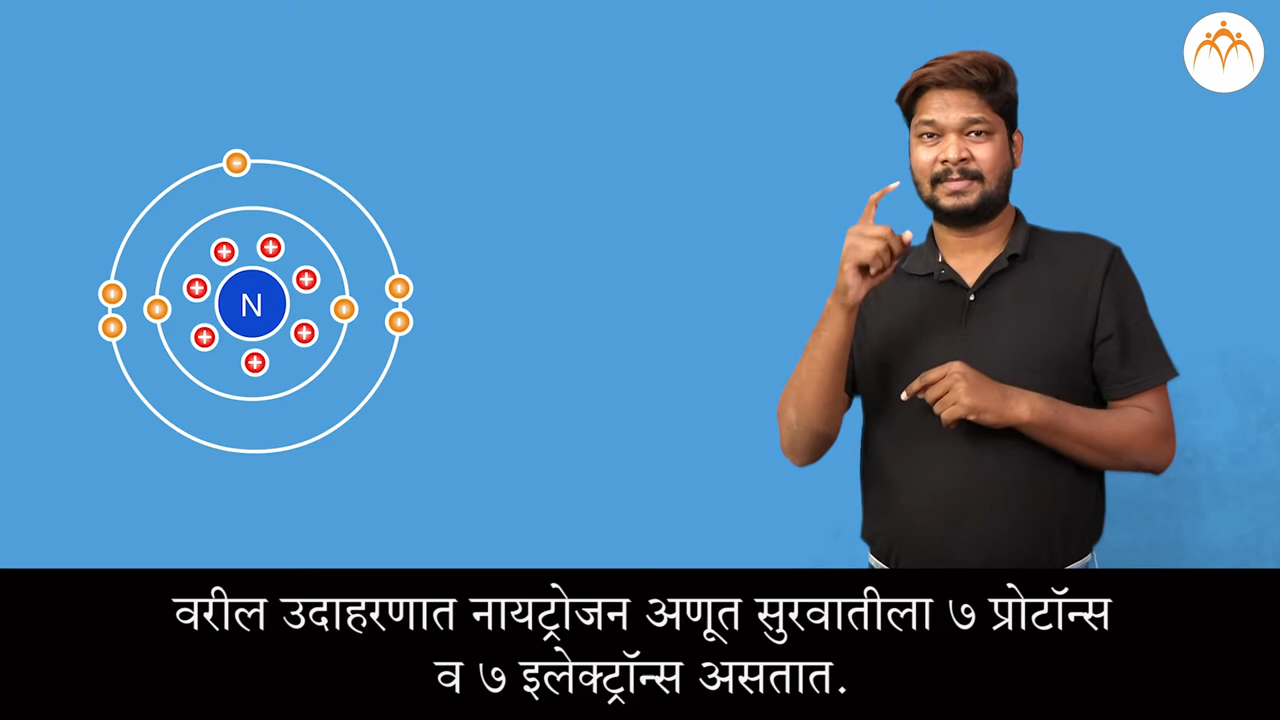 N
वरील उदाहरणात नायट्रोजन अणूत सुरवातीला ७ प्रोटॉन्स
व ७ इलेक्ट्रॉन्स असतात.